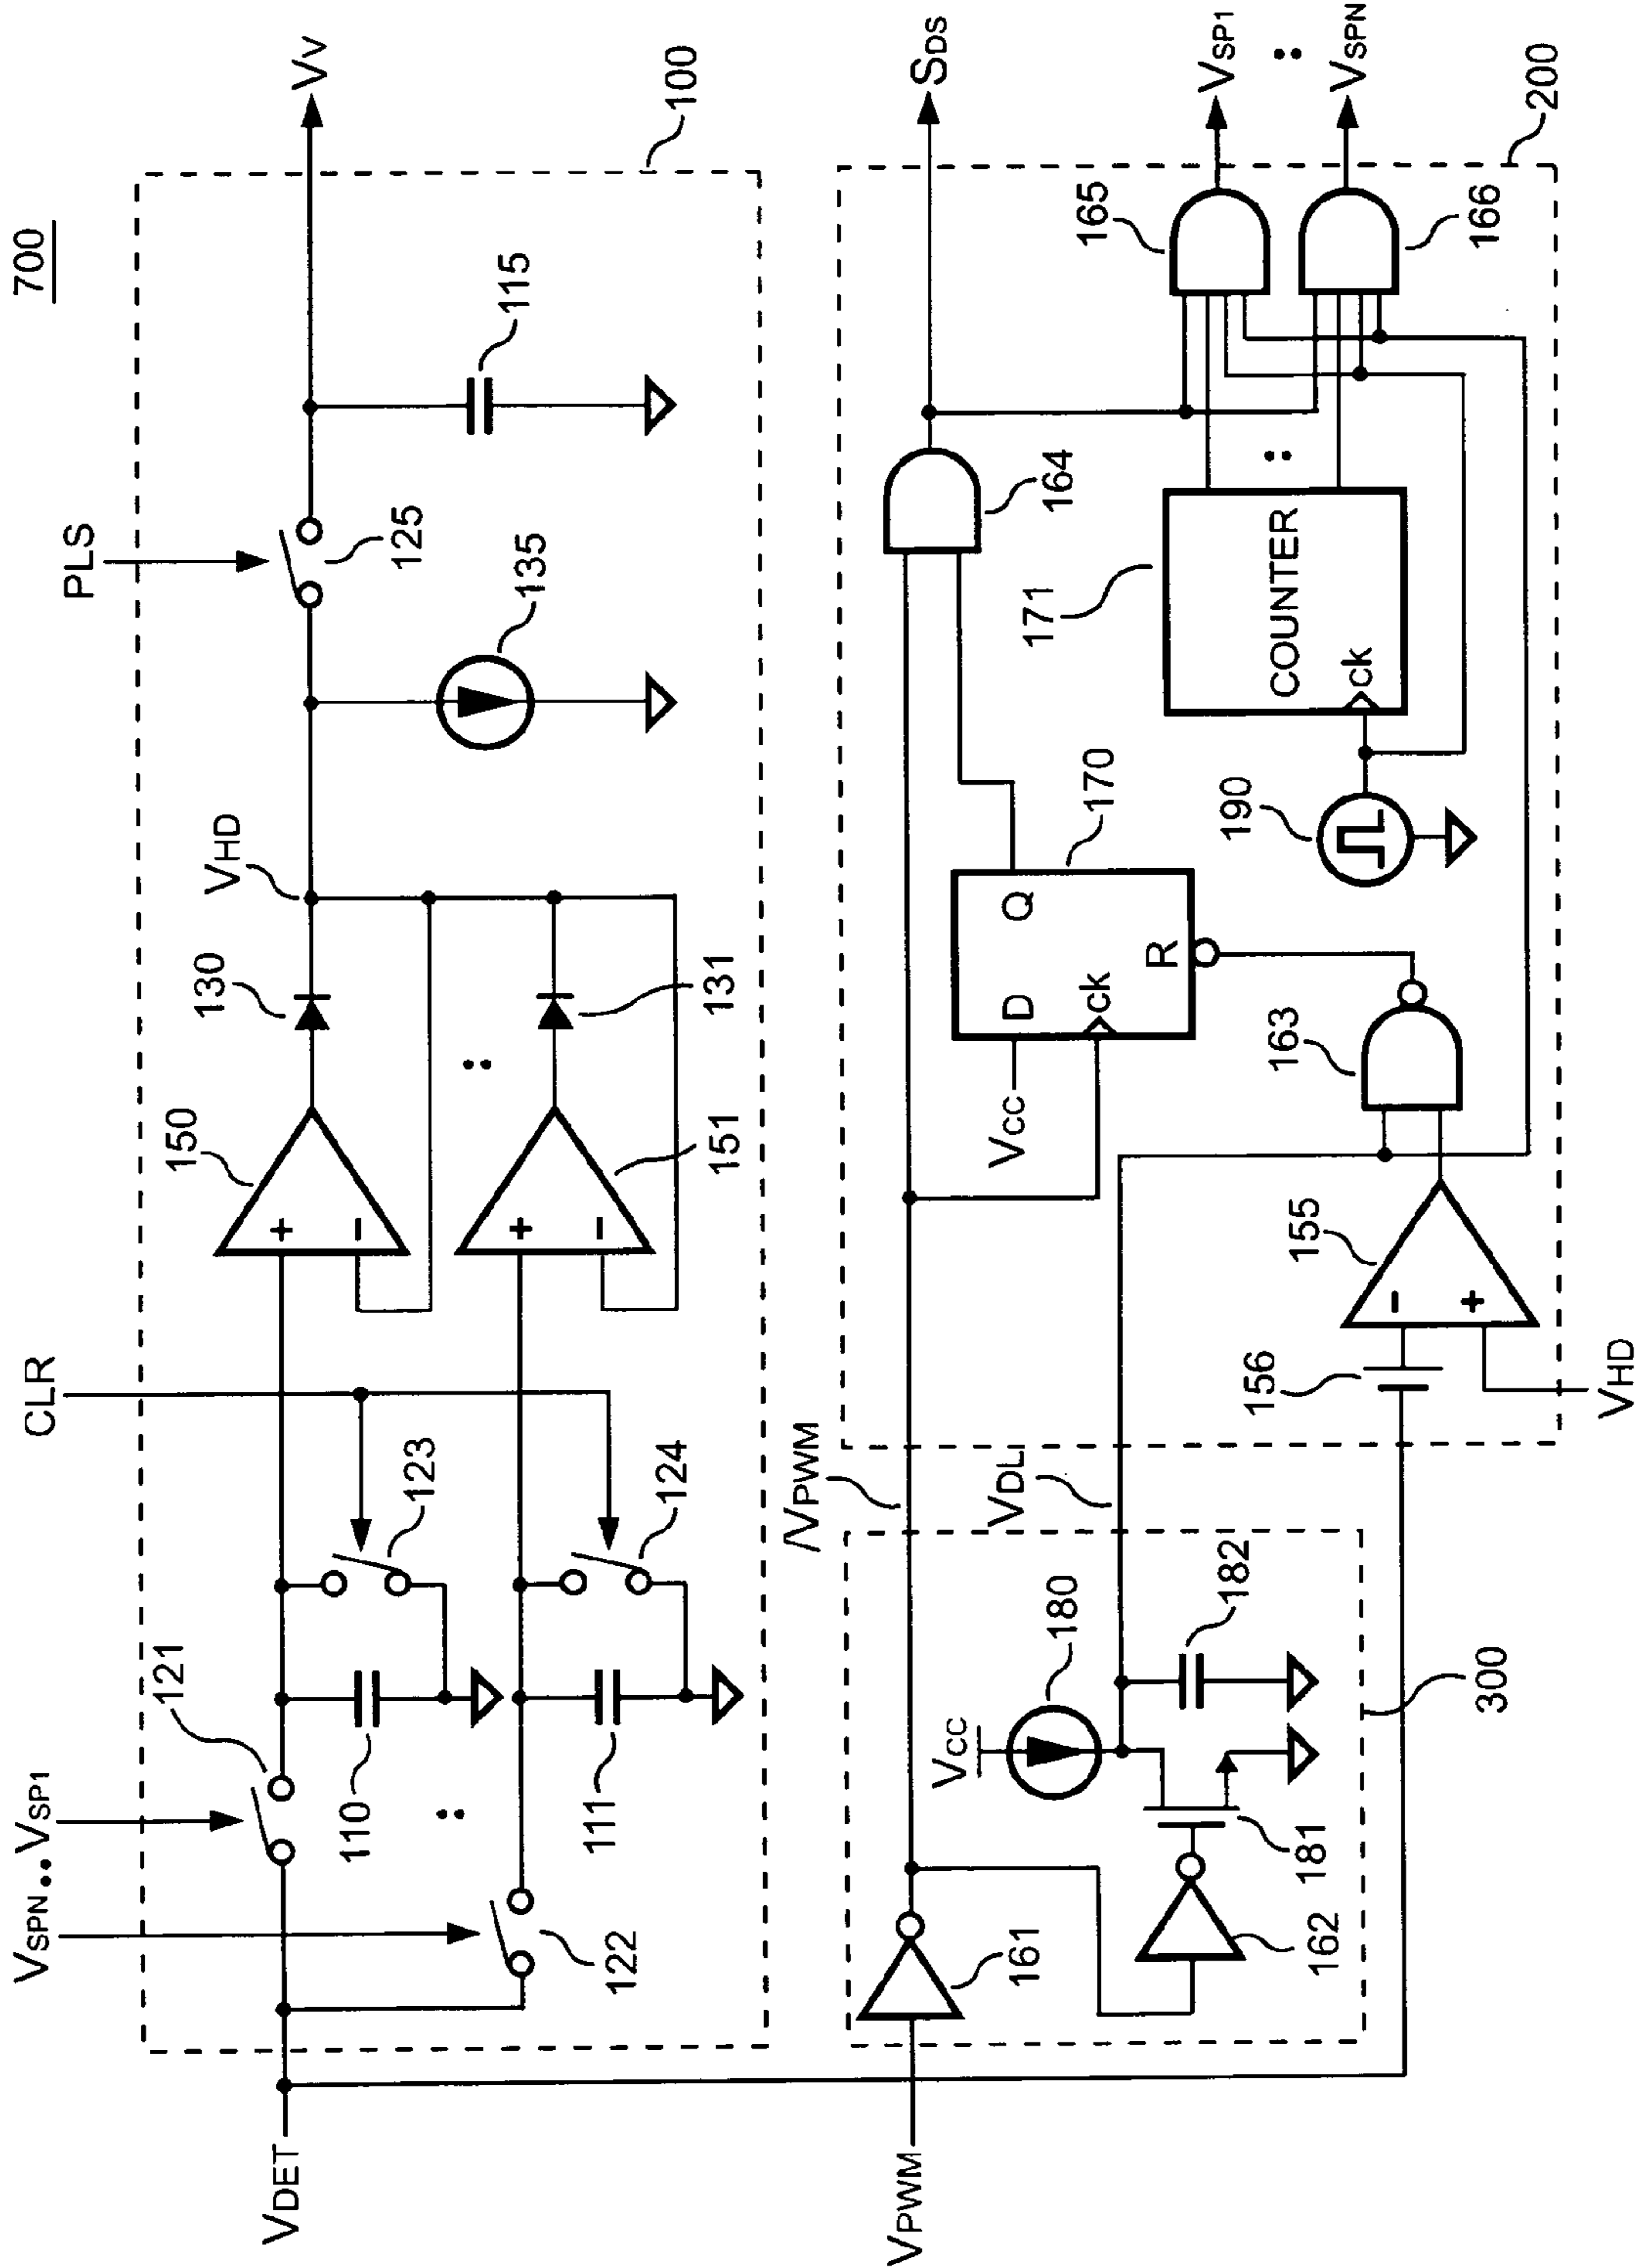 700
VSPN..VSP1
CLR
PLS
121
150
130
VHD
VV
100
110
123
125
115
135
:
:
111
122
124
151
131
VDET
/VPWM
VDL
VPWM
161
162
VCC
180
181
182
300
VCC
D
Q
ck
R
170
164
SDS
165
VSP1
:
VSPN
166
200
171
COUNTER
ck
:
190
163
155
-
+
156
VHD
+
-
+
-